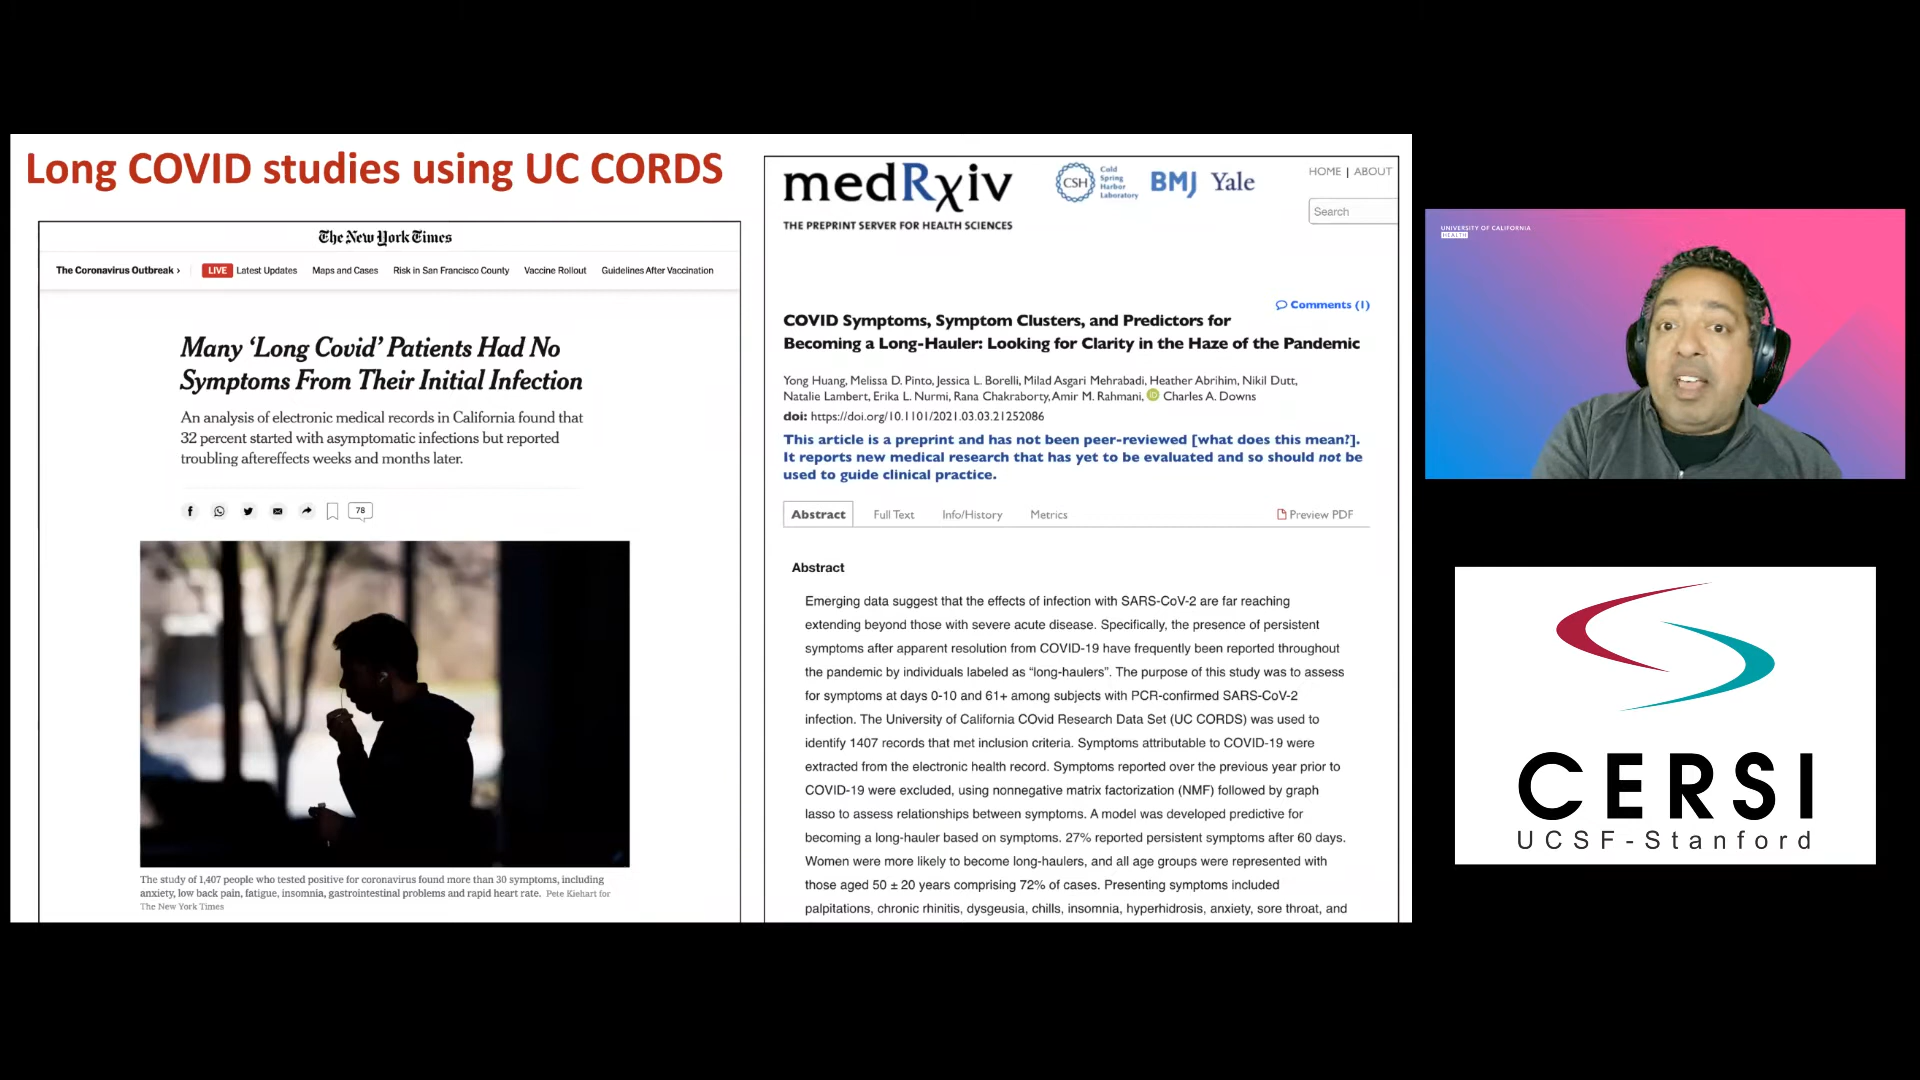 Long COVID studies using UC CORDS
The New York Times
The Coronavirus Outbreak › LIVE Latest Updates Maps and Cases Risk in San Francisco County Vaccine Rollout Guidelines After Vaccination
Many ‘Long Covid’ Patients Had No
Symptoms From Their Initial Infection
An analysis of electronic medical records in California found that
32 percent started with asymptomatic infections but reported
troubling aftereffects weeks and months later.
78
The study of 1,407 people who tested positive for coronavirus found more than 30 symptoms, including
anxiety, low back pain, fatigue, insomnia, gastrointestinal problems and rapid heart rate. Pete Kiehart for
The New York Times
medRxiv
THE PREPRINT SERVER FOR HEALTH SCIENCES
CSH Cold
Spring
Harbor
Laboratory
BMJ Yale
HOME | ABOUT
Search
Comments (1)
COVID Symptoms, Symptom Clusters, and Predictors for
Becoming a Long-Hauler: Looking for Clarity in the Haze of the Pandemic
Yong Huang, Melissa D. Pinto, Jessica L. Borelli, Milad Asgari Mehrabadi, Heather Abrihim, Nikil Dutt,
Natalie Lambert, Erika L. Nurmi, Rana Chakraborty, Amir M. Rahmani, iD Charles A. Downs
doi: https://doi.org/10.1101/2021.03.03.21252086
This article is a preprint and has not been peer-reviewed [what does this mean?].
It reports new medical research that has yet to be evaluated and so should not be
used to guide clinical practice.
Abstract Full Text Info/History Metrics Preview PDF
Abstract
Emerging data suggest that the effects of infection with SARS-CoV-2 are far reaching
extending beyond those with severe acute disease. Specifically, the presence of persistent
symptoms after apparent resolution from COVID-19 have frequently been reported throughout
the pandemic by individuals labeled as “long-haulers”. The purpose of this study was to assess
for symptoms at days 0-10 and 61+ among subjects with PCR-confirmed SARS-CoV-2
infection. The University of California COvid Research Data Set (UC CORDS) was used to
identify 1407 records that met inclusion criteria. Symptoms attributable to COVID-19 were
extracted from the electronic health record. Symptoms reported over the previous year prior to
COVID-19 were excluded, using nonnegative matrix factorization (NMF) followed by graph
lasso to assess relationships between symptoms. A model was developed predictive for
becoming a long-hauler based on symptoms. 27% reported persistent symptoms after 60 days.
Women were more likely to become long-haulers, and all age groups were represented with
those aged 50 ± 20 years comprising 72% of cases. Presenting symptoms included
palpitations, chronic rhinitis, dysgeusia, chills, insomnia, hyperhidrosis, anxiety, sore throat, and
UNIVERSITY OF CALIFORNIA
HEALTH
CERSI
UCSF-Stanford